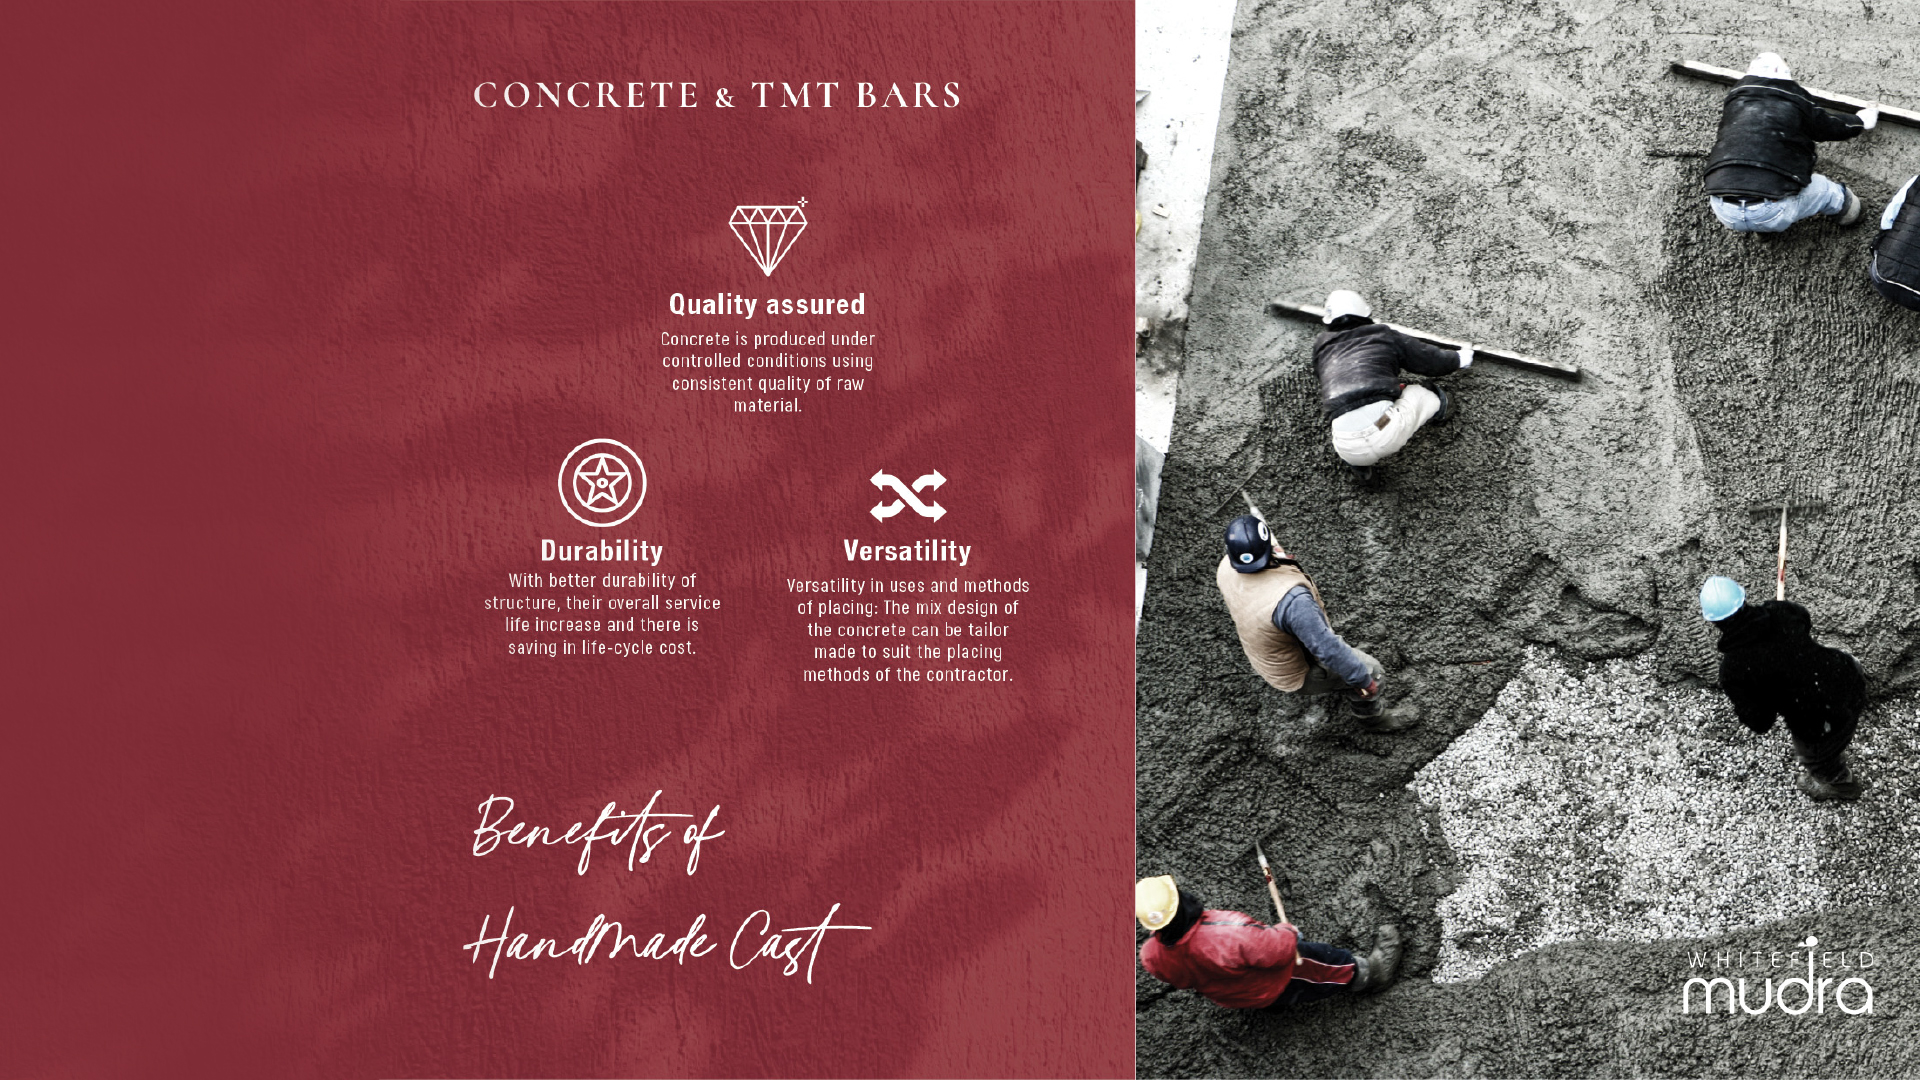 CONCRETE & TMT BARS
Quality assured
Concrete is produced under
controlled conditions using
consistent quality of raw
material.
Durability
With better durability of
structure, their overall service
life increase and there is
saving in life-cycle cost.
Versatility
Versatility in uses and methods
of placing: The mix design of
the concrete can be tailor
made to suit the placing
methods of the contractor.
Benefits of
HandMade Cast
WHITEFIELD
mudra